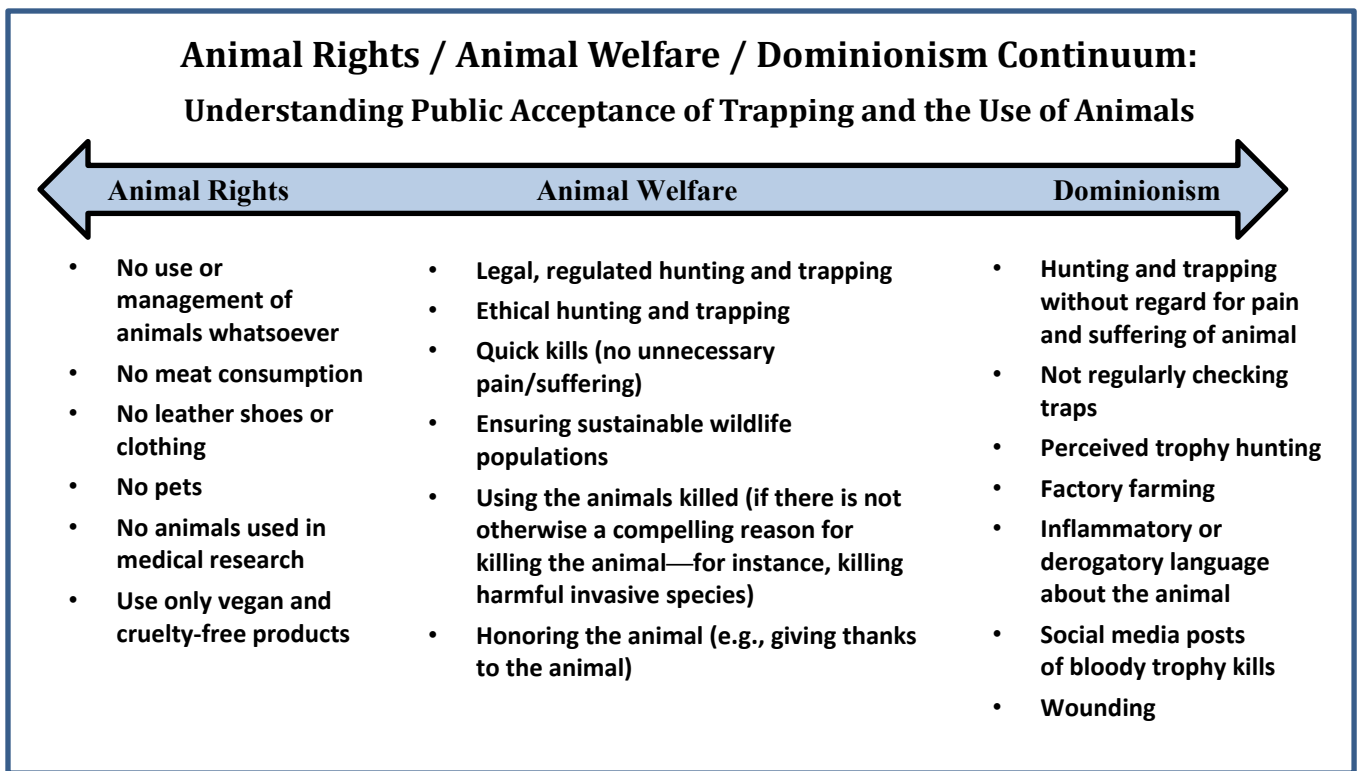 Animal Rights / Animal Welfare / Dominionism Continuum:
Understanding Public Acceptance of Trapping and the Use of Animals
Animal Rights
Animal Welfare
Dominionism
• No use or
management of
animals whatsoever
• No meat consumption
• No leather shoes or
clothing
• No pets
• No animals used in
medical research
• Use only vegan and
cruelty-free products
• Legal, regulated hunting and trapping
• Ethical hunting and trapping
• Quick kills (no unnecessary
pain/suffering)
• Ensuring sustainable wildlife
populations
• Using the animals killed (if there is not
otherwise a compelling reason for
killing the animal—for instance, killing
harmful invasive species)
• Honoring the animal (e.g., giving thanks
to the animal)
• Hunting and trapping
without regard for pain
and suffering of animal
• Not regularly checking
traps
• Perceived trophy hunting
• Factory farming
• Inflammatory or
derogatory language
about the animal
• Social media posts
of bloody trophy kills
• Wounding